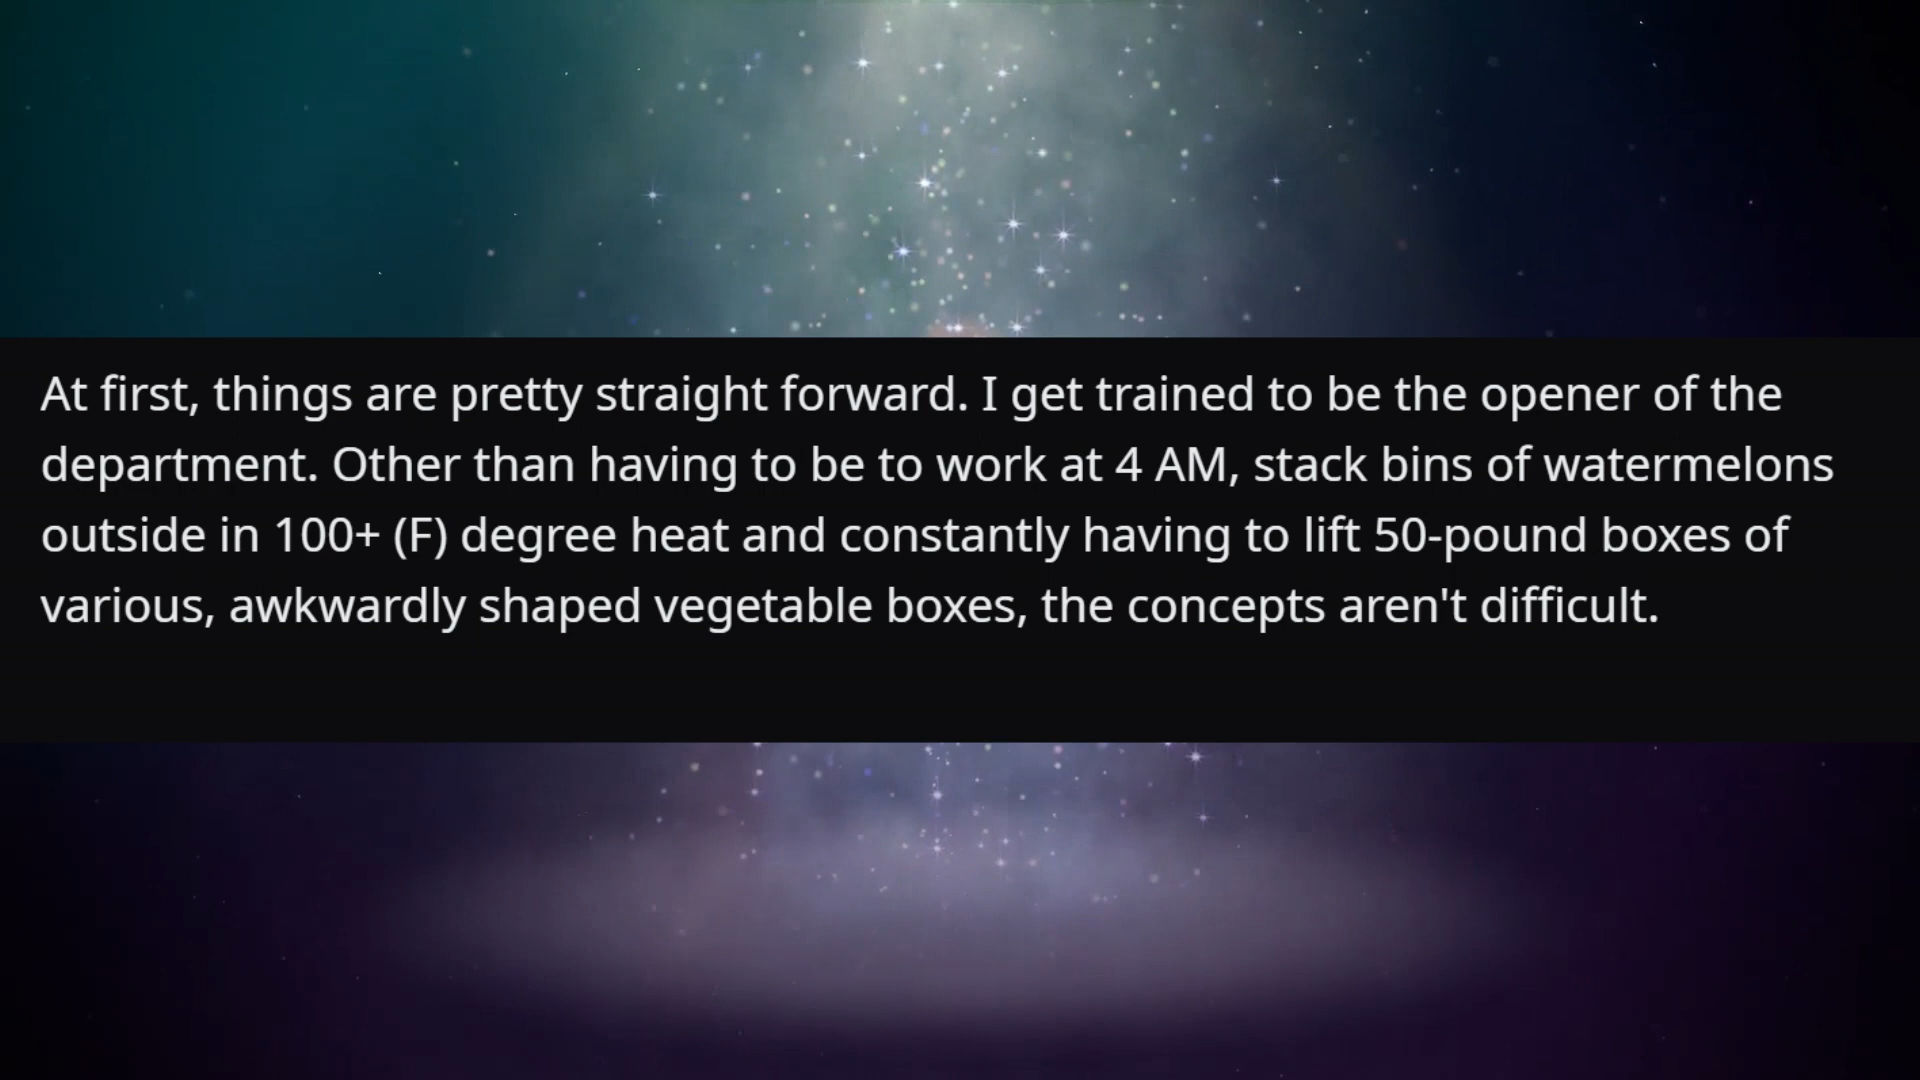 At first, things are pretty straight forward. I get trained to be the opener of the
department. Other than having to be to work at 4 AM, stack bins of watermelons
outside in 100+ (F) degree heat and constantly having to lift 50-pound boxes of
various, awkwardly shaped vegetable boxes, the concepts aren't difficult.